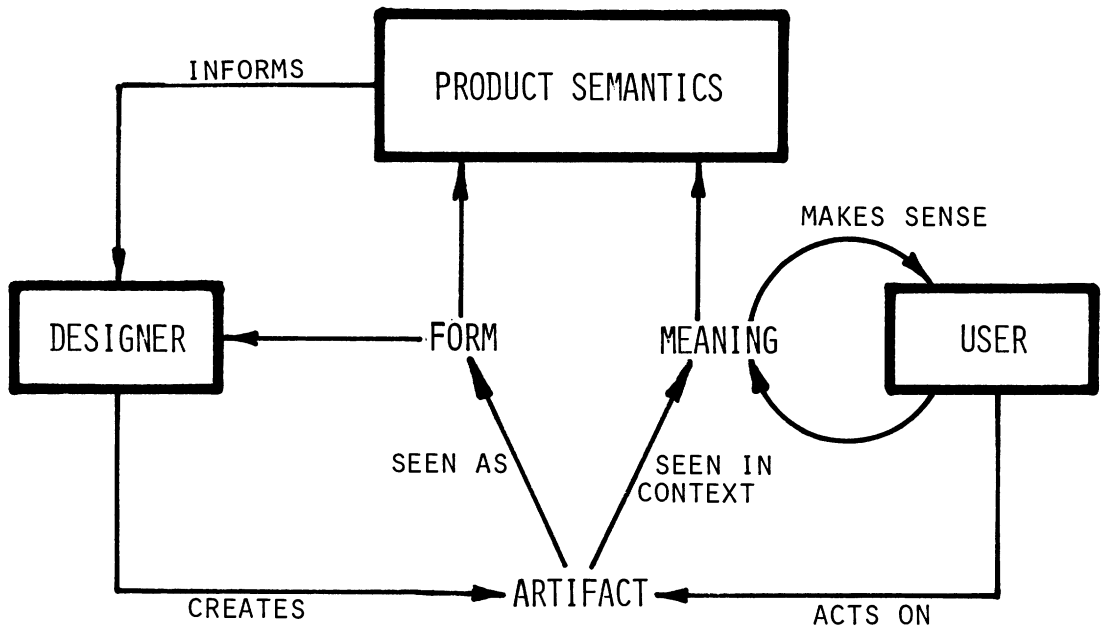 INFORMS
PRODUCT SEMANTICS
MAKES SENSE
DESIGNER
FORM
MEANING
USER
SEEN AS
SEEN IN
CONTEXT
ARTIFACT
CREATES
ACTS ON